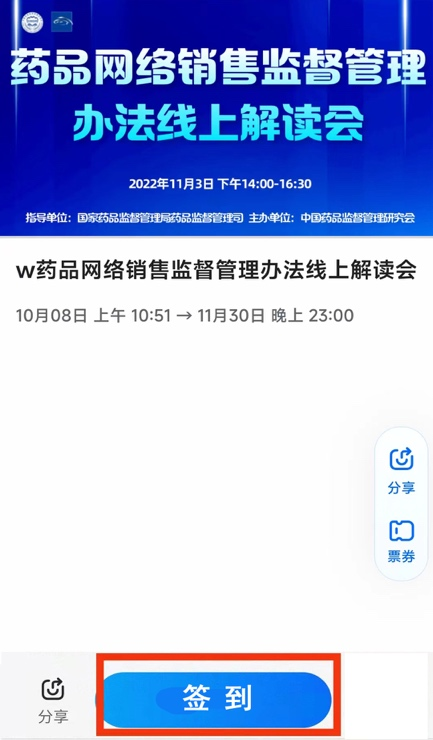 药品网络销售监督管理
办法线上解读会
2022年11月3日 下午14:00-16:30
指导单位：国家药品监督管理局药品监督管理司 主办单位：中国药品监督管理研究会
w药品网络销售监督管理办法线上解读会
10月08日 上午 10:51 → 11月30日 晚上 23:00
分享
票券
分享
签 到